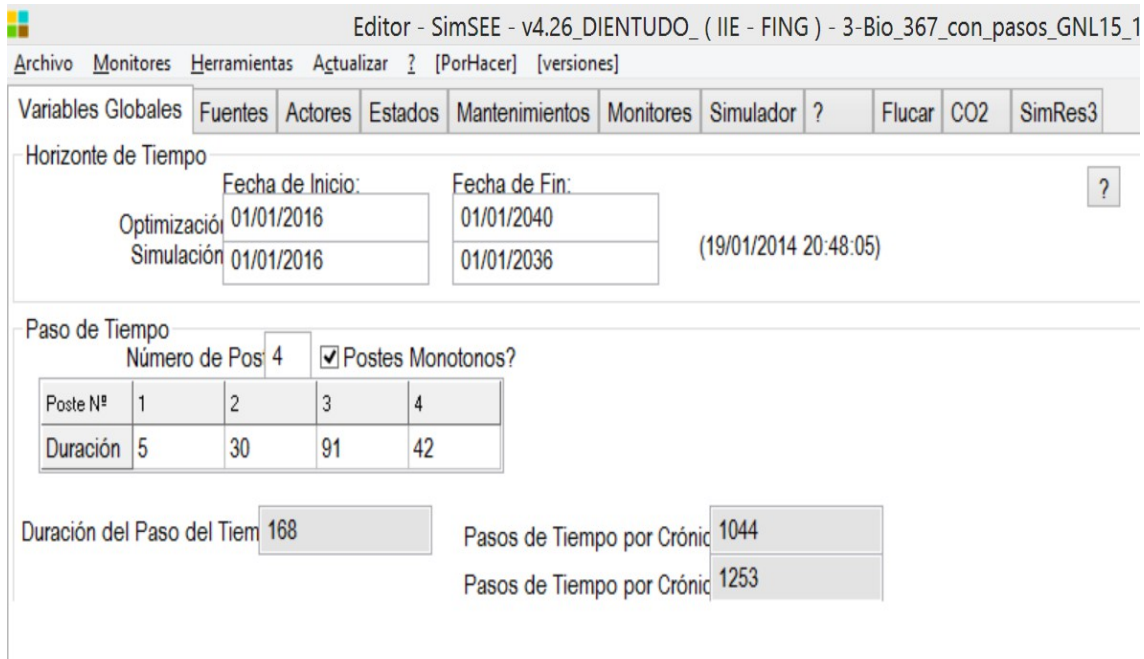 Editor - SimSEE - v4.26_DIENTUDO_ ( IIE - FING ) - 3-Bio_367_con_pasos_GNL15_1
Archivo Monitores Herramientas Actualizar ? [PorHacer] [versiones]
Variables Globales Fuentes Actores Estados Mantenimientos Monitores Simulador ? Flucar CO2 SimRes3
Horizonte de Tiempo
Fecha de Inicio: Fecha de Fin: ?
Optimización 01/01/2016 01/01/2040
Simulación 01/01/2016 01/01/2036 (19/01/2014 20:48:05)
Paso de Tiempo
Número de Post 4 Postes Monotonos?
Poste Nº 1 2 3 4
Duración 5 30 91 42
Duración del Paso del Tiem 168 Pasos de Tiempo por Crónic 1044
Pasos de Tiempo por Crónic 1253